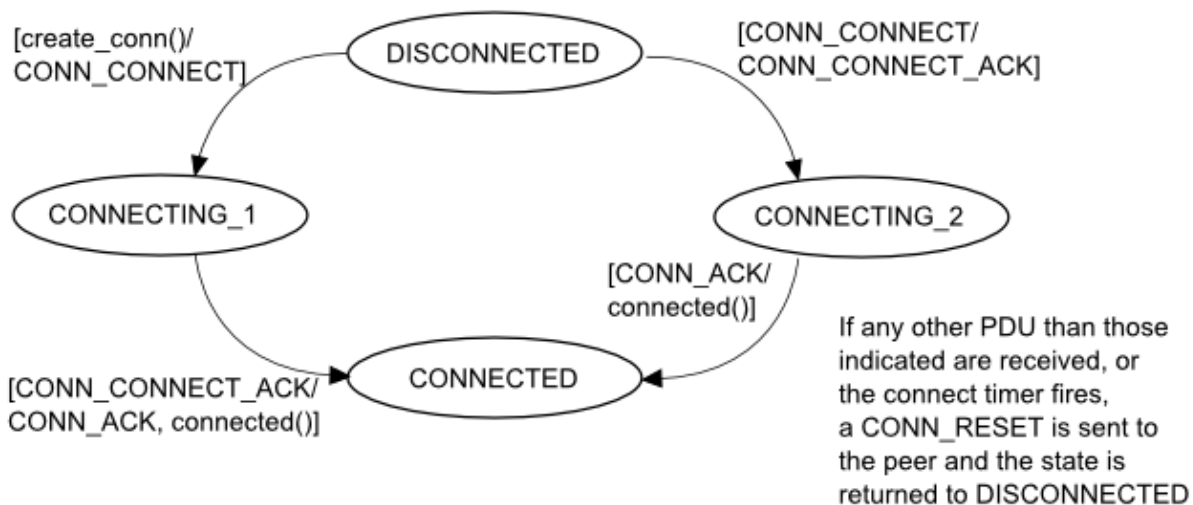 [create_conn()/
CONN_CONNECT]
DISCONNECTED
[CONN_CONNECT/
CONN_CONNECT_ACK]
CONNECTING_1
CONNECTING_2
[CONN_ACK/
connected()]
[CONN_CONNECT_ACK/
CONN_ACK, connected()]
CONNECTED
If any other PDU than those
indicated are received, or
the connect timer fires,
a CONN_RESET is sent to
the peer and the state is
returned to DISCONNECTED